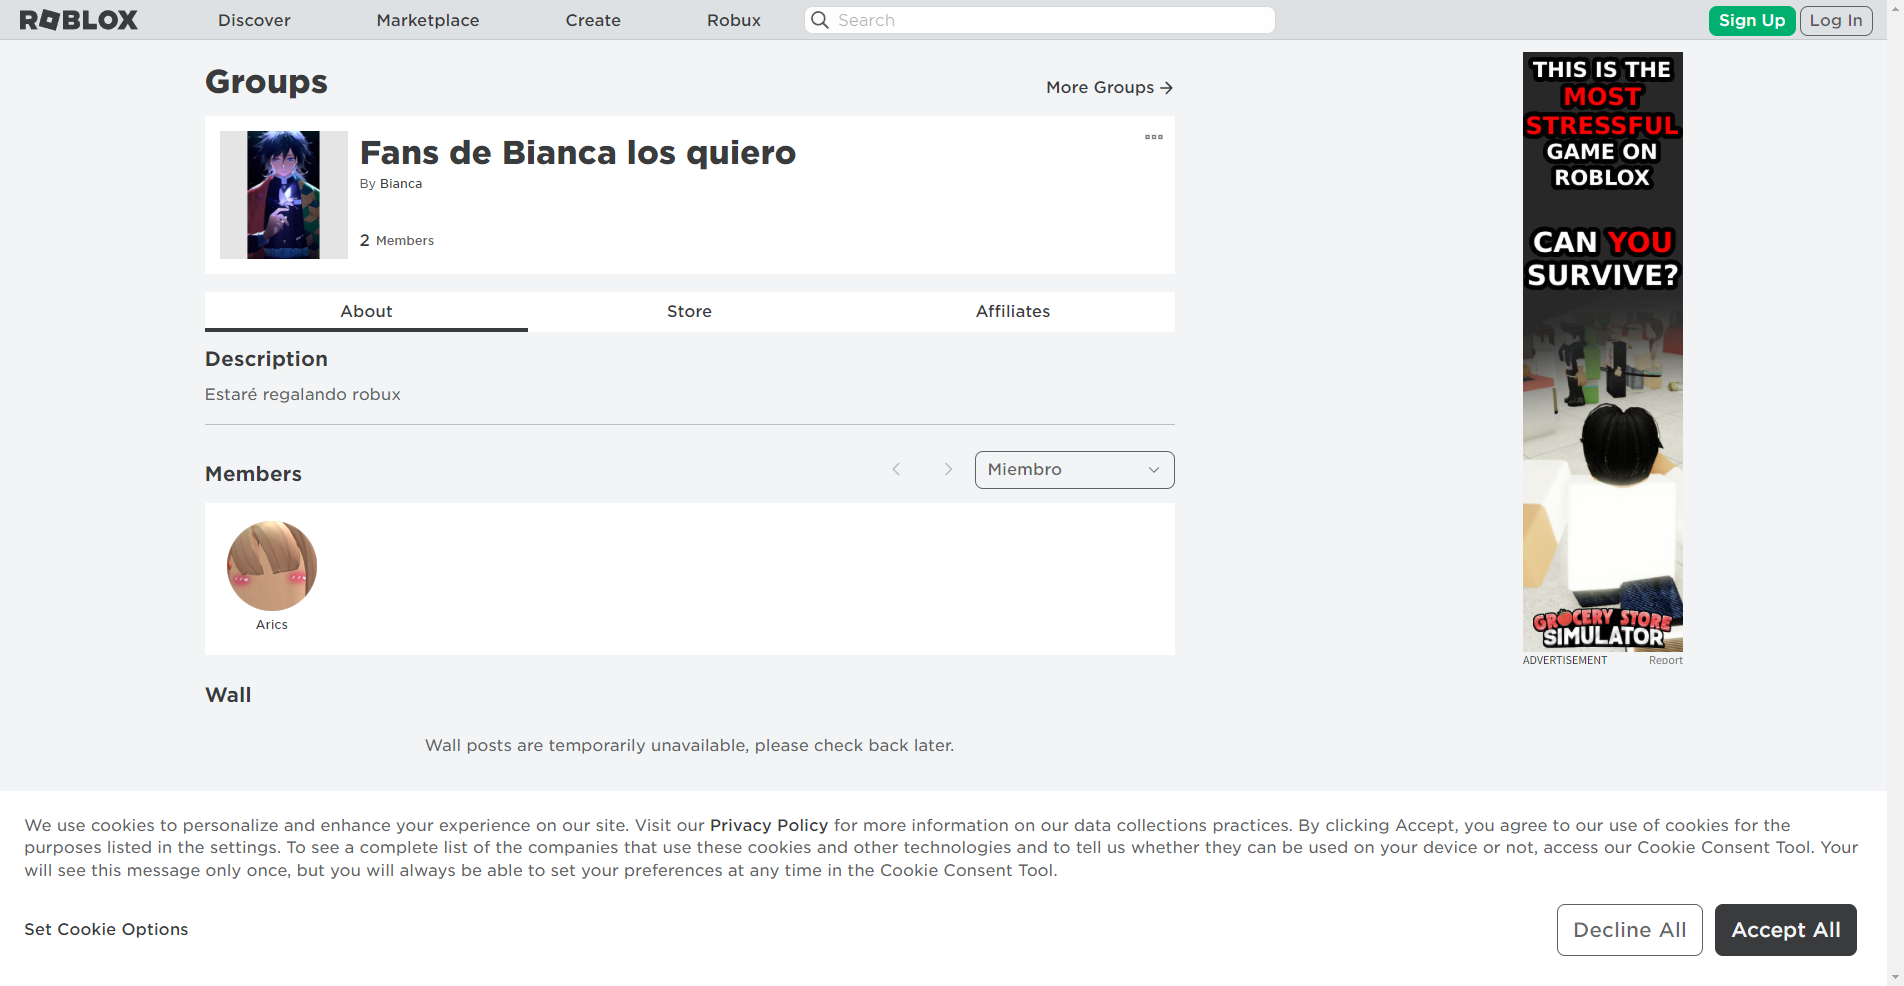 ROBLOX
Discover
Marketplace
Create
Robux
Search
Sign Up
Log In
Groups
More Groups
Fans de Bianca los quiero
By Bianca
2 Members
About
Store
Affiliates
Description
Estaré regalando robux
Members
Miembro
Arics
Wall
Wall posts are temporarily unavailable, please check back later.
THIS IS THE
MOST
STRESSFUL
GAME ON
ROBLOX
CAN YOU
SURVIVE?
GROCERY STORE
SIMULATOR
ADVERTISEMENT
Report
We use cookies to personalize and enhance your experience on our site. Visit our Privacy Policy for more information on our data collections practices. By clicking Accept, you agree to our use of cookies for the
purposes listed in the settings. To see a complete list of the companies that use these cookies and other technologies and to tell us whether they can be used on your device or not, access our Cookie Consent Tool. Your
will see this message only once, but you will always be able to set your preferences at any time in the Cookie Consent Tool.
Set Cookie Options
Decline All
Accept All